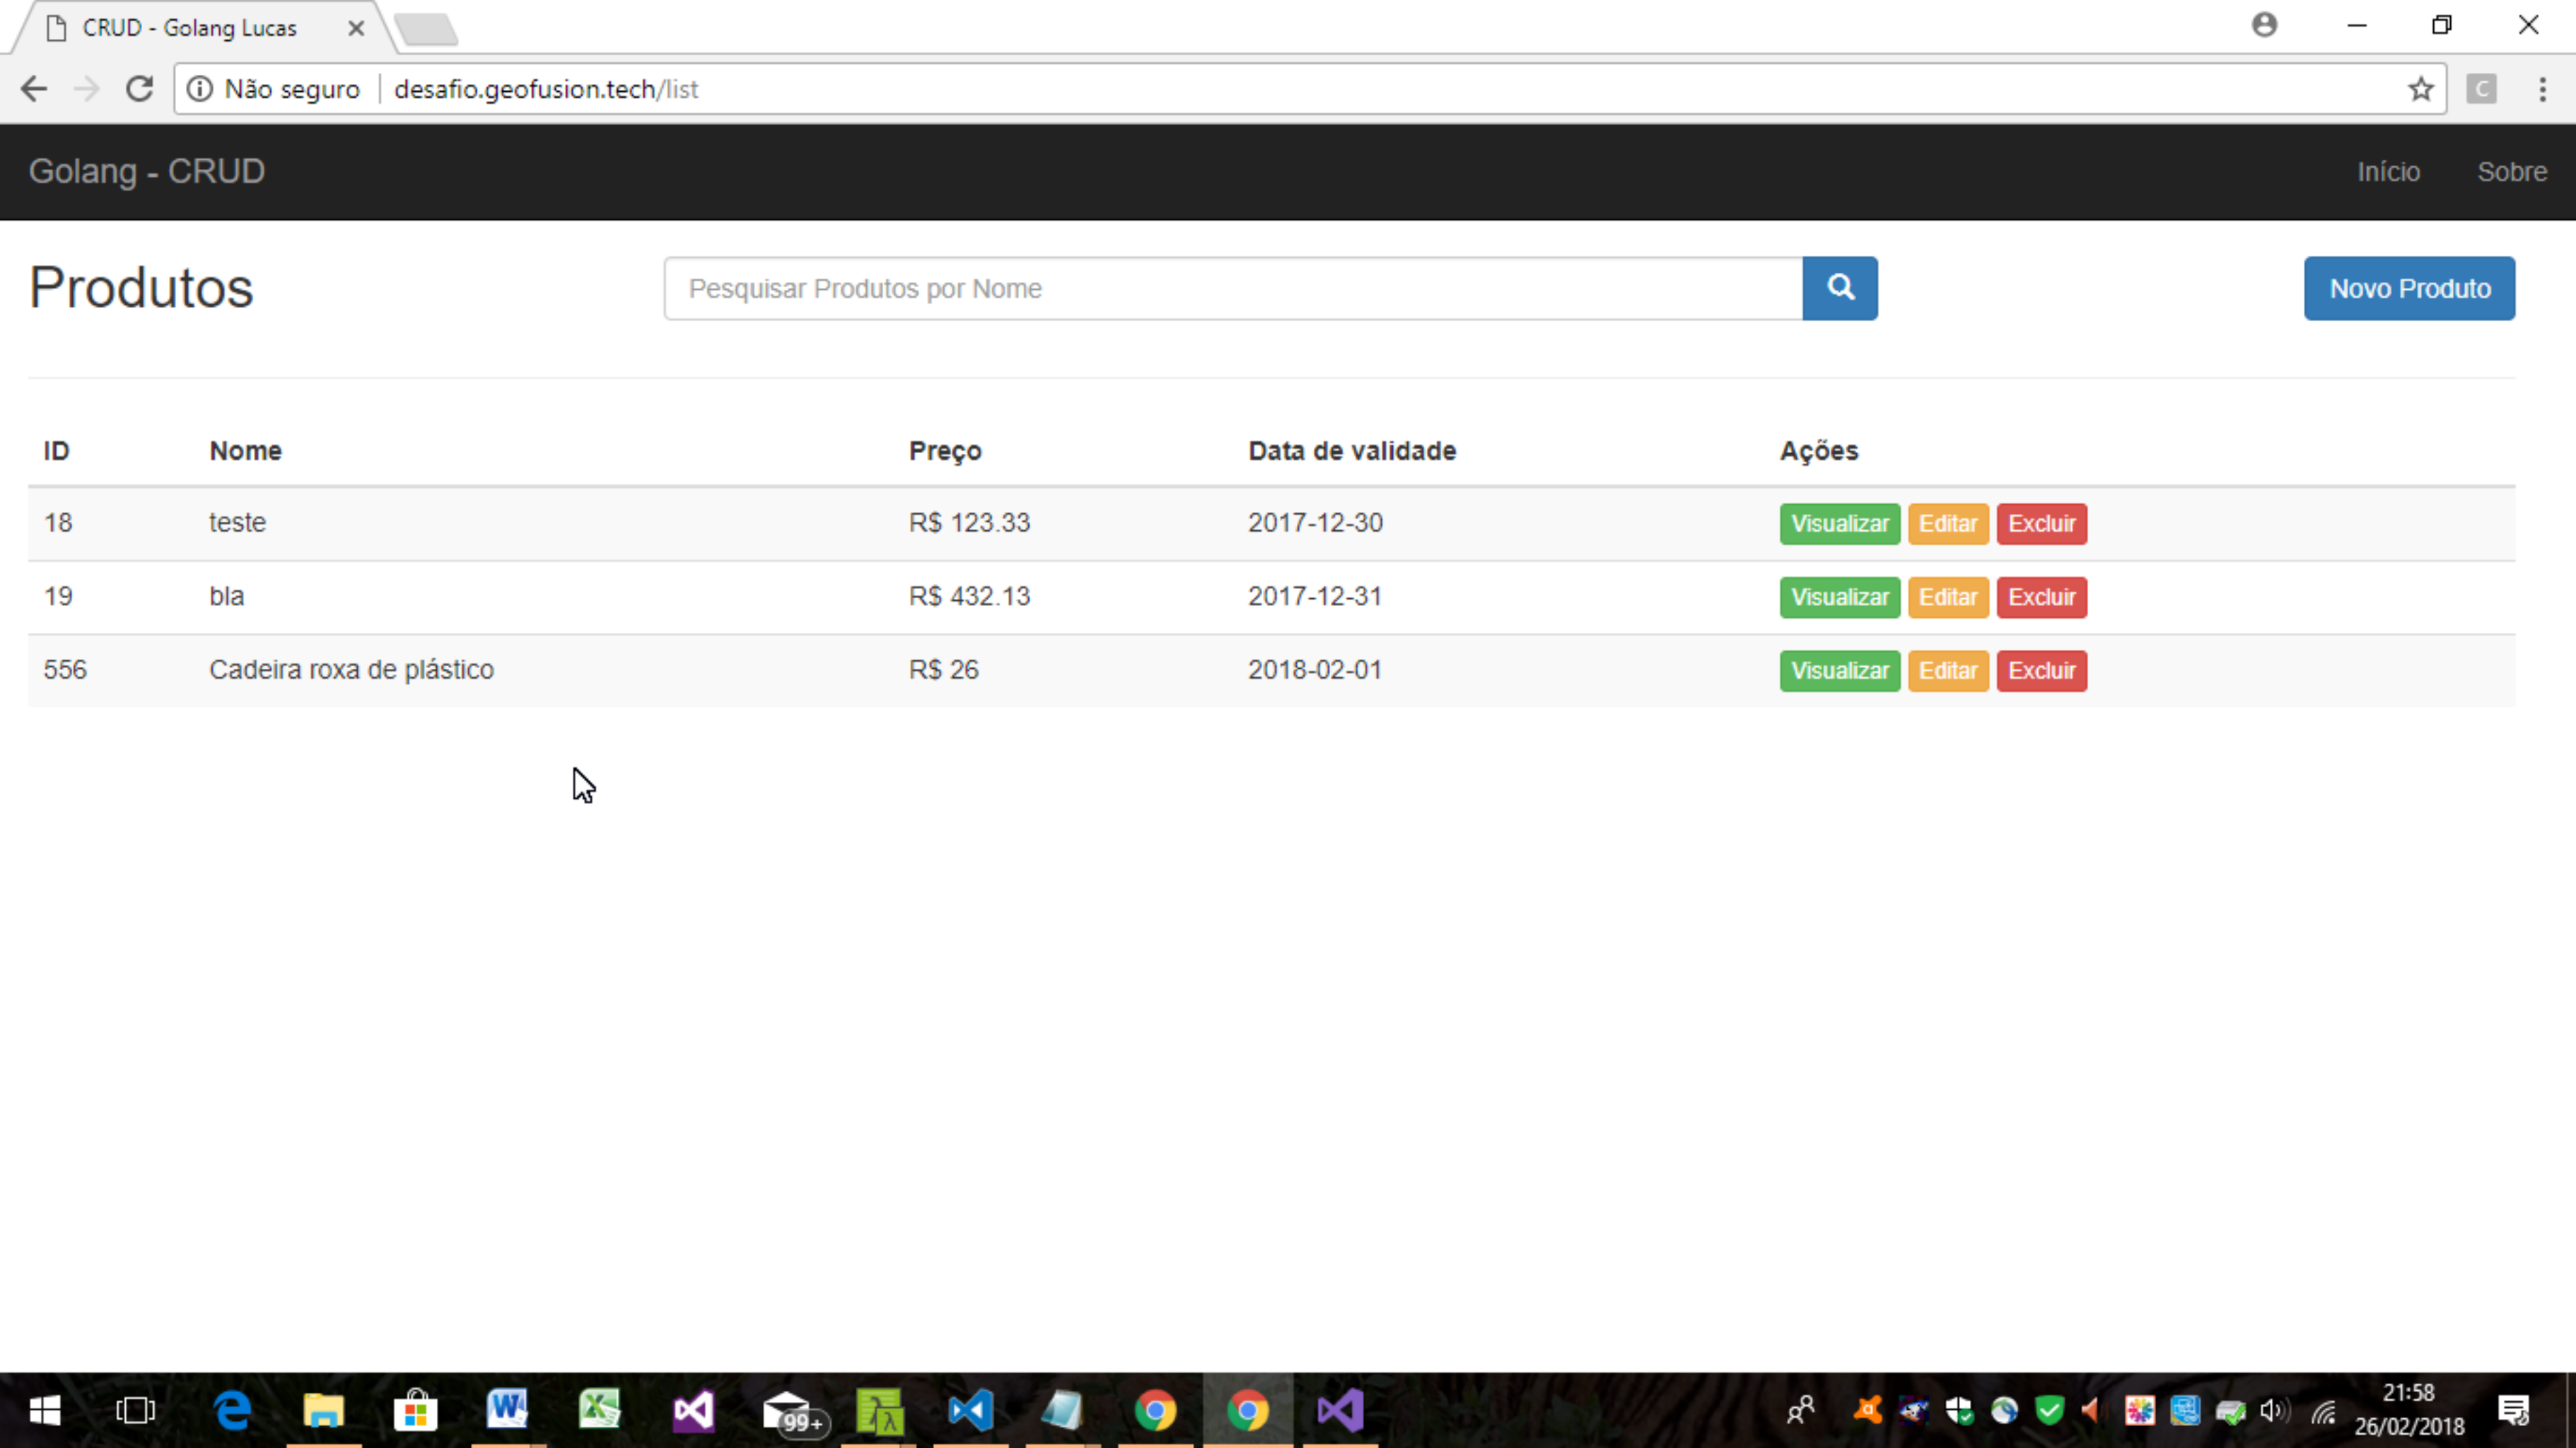 CRUD - Golang Lucas
Não seguro | desafio.geofusion.tech/list
C
Golang - CRUD Início Sobre
Produtos Pesquisar Produtos por Nome Novo Produto
ID Nome Preço Data de validade Ações
18 teste R$ 123.33 2017-12-30 Visualizar Editar Excluir
19 bla R$ 432.13 2017-12-31 Visualizar Editar Excluir
556 Cadeira roxa de plástico R$ 26 2018-02-01 Visualizar Editar Excluir
99+
21:58
26/02/2018